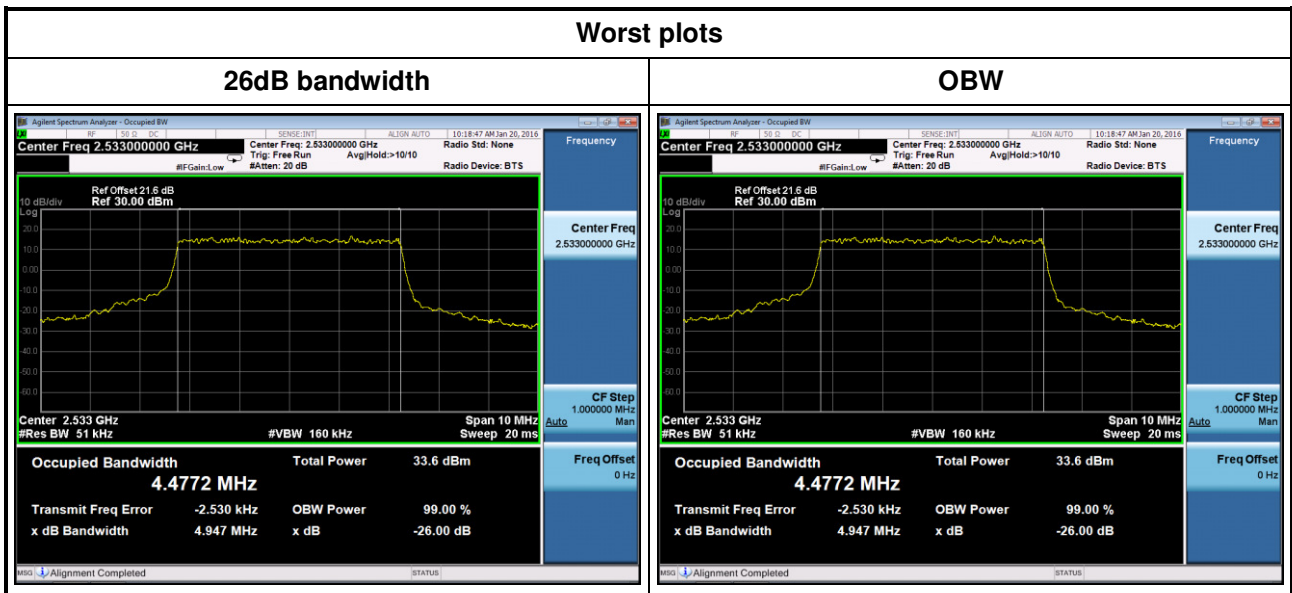 Worst plots
26dB bandwidth
OBW
Agilent Spectrum Analyzer - Occupied BW
RF 50 Ω DC SENSE:INT ALIGN AUTO 10:18:47 AM Jan 20, 2016
Center Freq 2.533000000 GHz
Center Freq: 2.533000000 GHz
Radio Std: None
Trig: Free Run Avg|Hold:>10/10
#IFGain:Low #Atten: 20 dB Radio Device: BTS
Frequency
Ref Offset 21.6 dB
10 dB/div Ref 30.00 dBm
Log
20.0
10.0
0.00
-10.0
-20.0
-30.0
-40.0
-50.0
-60.0
Center Freq
2.533000000 GHz
Center 2.533 GHz Span 10 MHz
#Res BW 51 kHz #VBW 160 kHz Sweep 20 ms
CF Step
1.000000 MHz
Auto Man
Freq Offset
0 Hz
Occupied Bandwidth Total Power 33.6 dBm
4.4772 MHz
Transmit Freq Error -2.530 kHz OBW Power 99.00 %
x dB Bandwidth 4.947 MHz x dB -26.00 dB
MSG Alignment Completed STATUS
Agilent Spectrum Analyzer - Occupied BW
RF 50 Ω DC SENSE:INT ALIGN AUTO 10:18:47 AM Jan 20, 2016
Center Freq 2.533000000 GHz
Center Freq: 2.533000000 GHz
Radio Std: None
Trig: Free Run Avg|Hold:>10/10
#IFGain:Low #Atten: 20 dB Radio Device: BTS
Frequency
Ref Offset 21.6 dB
10 dB/div Ref 30.00 dBm
Log
20.0
10.0
0.00
-10.0
-20.0
-30.0
-40.0
-50.0
-60.0
Center Freq
2.533000000 GHz
Center 2.533 GHz Span 10 MHz
#Res BW 51 kHz #VBW 160 kHz Sweep 20 ms
CF Step
1.000000 MHz
Auto Man
Freq Offset
0 Hz
Occupied Bandwidth Total Power 33.6 dBm
4.4772 MHz
Transmit Freq Error -2.530 kHz OBW Power 99.00 %
x dB Bandwidth 4.947 MHz x dB -26.00 dB
MSG Alignment Completed STATUS